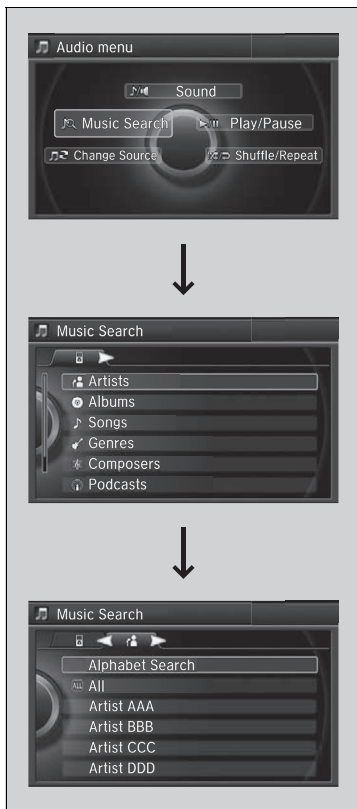 Audio menu
Sound
Music Search
Play/Pause
Change Source
Shuffle/Repeat
Music Search
Artists
Albums
Songs
Genres
Composers
Podcasts
Music Search
Alphabet Search
ALL All
Artist AAA
Artist BBB
Artist CCC
Artist DDD